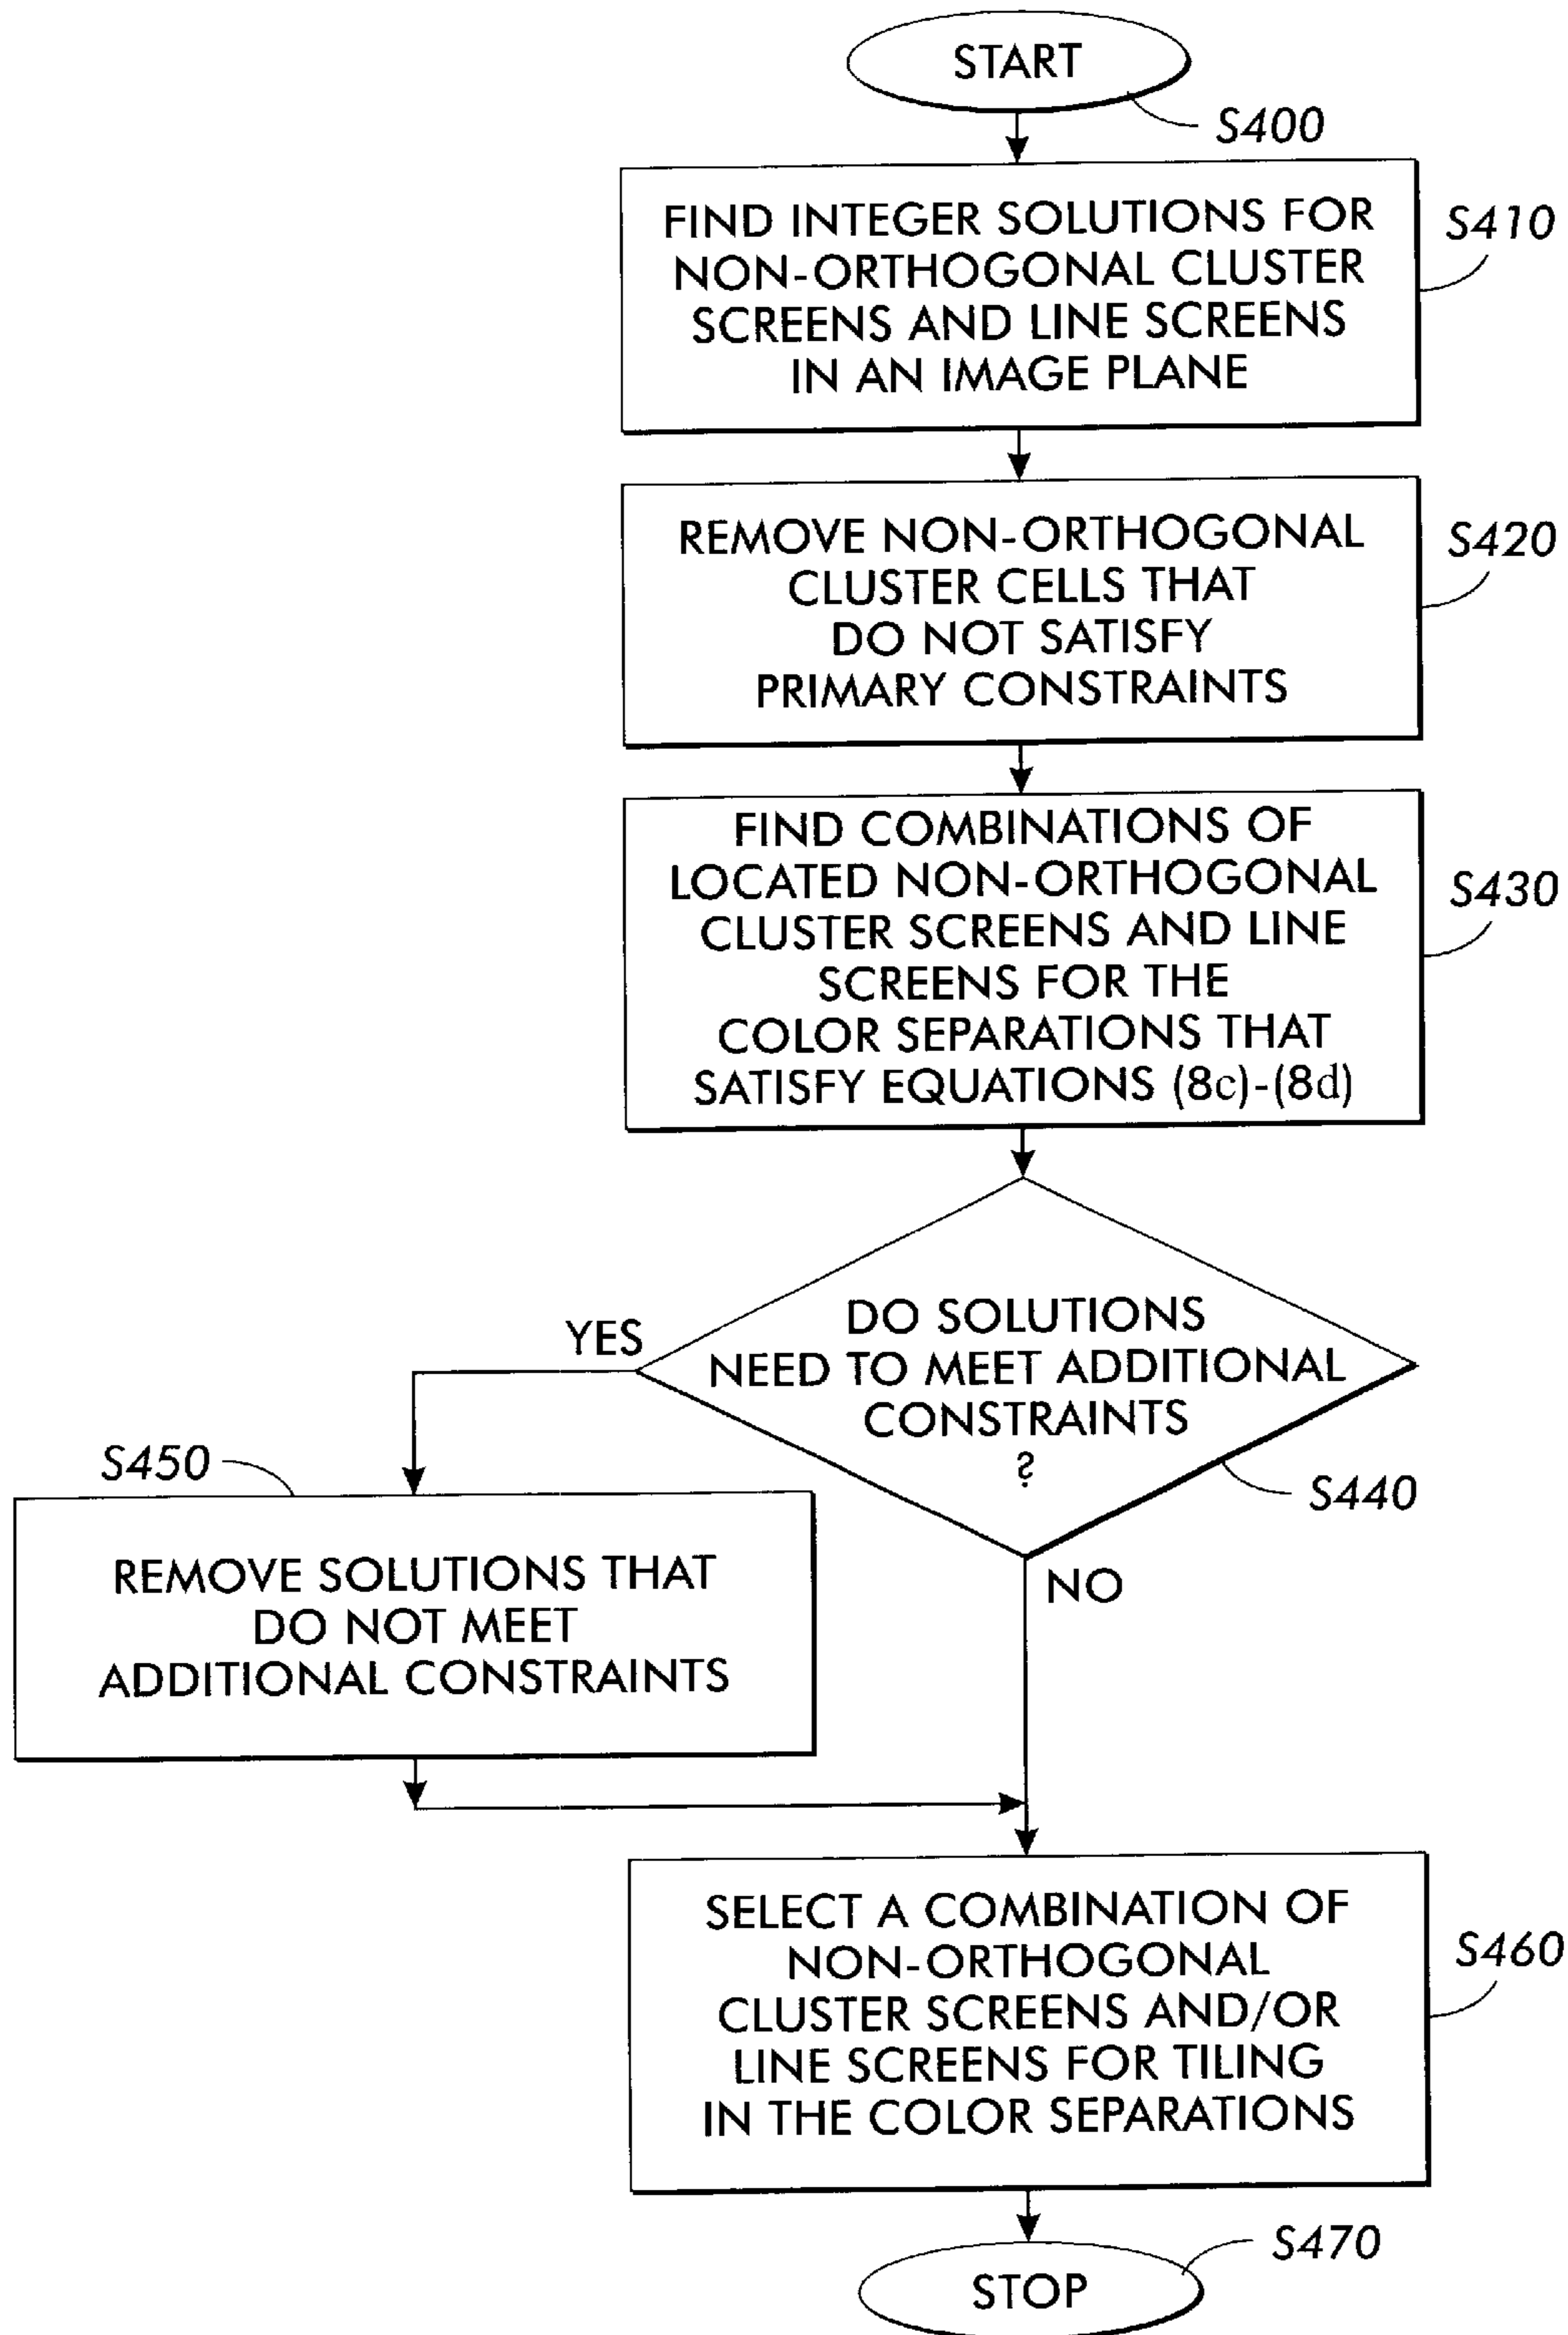 START
S400
FIND INTEGER SOLUTIONS FOR
NON-ORTHOGONAL CLUSTER
SCREENS AND LINE SCREENS
IN AN IMAGE PLANE
S410
REMOVE NON-ORTHOGONAL
CLUSTER CELLS THAT
DO NOT SATISFY
PRIMARY CONSTRAINTS
S420
FIND COMBINATIONS OF
LOCATED NON-ORTHOGONAL
CLUSTER SCREENS AND LINE
SCREENS FOR THE
COLOR SEPARATIONS THAT
SATISFY EQUATIONS (8c)-(8d)
S430
DO SOLUTIONS
NEED TO MEET ADDITIONAL
CONSTRAINTS
?
S440
YES
NO
S450
REMOVE SOLUTIONS THAT
DO NOT MEET
ADDITIONAL CONSTRAINTS
SELECT A COMBINATION OF
NON-ORTHOGONAL
CLUSTER SCREENS AND/OR
LINE SCREENS FOR TILING
IN THE COLOR SEPARATIONS
S460
S470
STOP